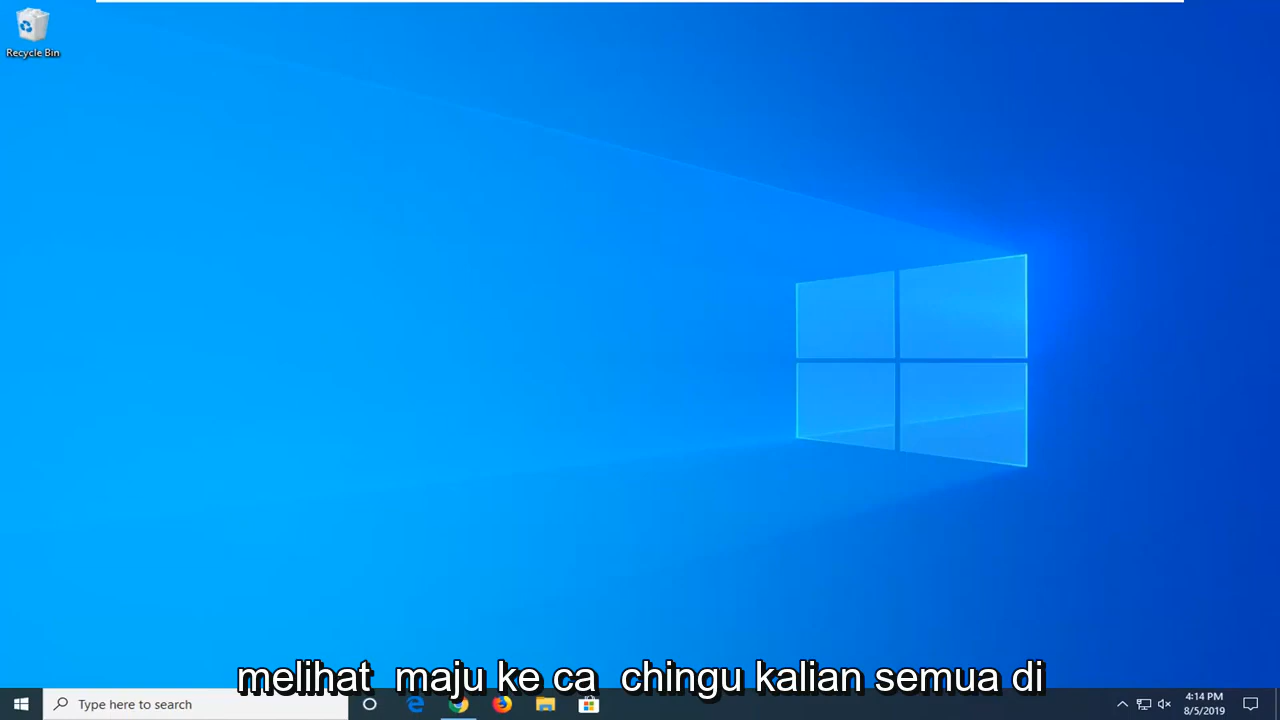 Recycle Bin
melihat  maju ke ca  chingu kalian semua di
Type here to search
4:14 PM
8/5/2019